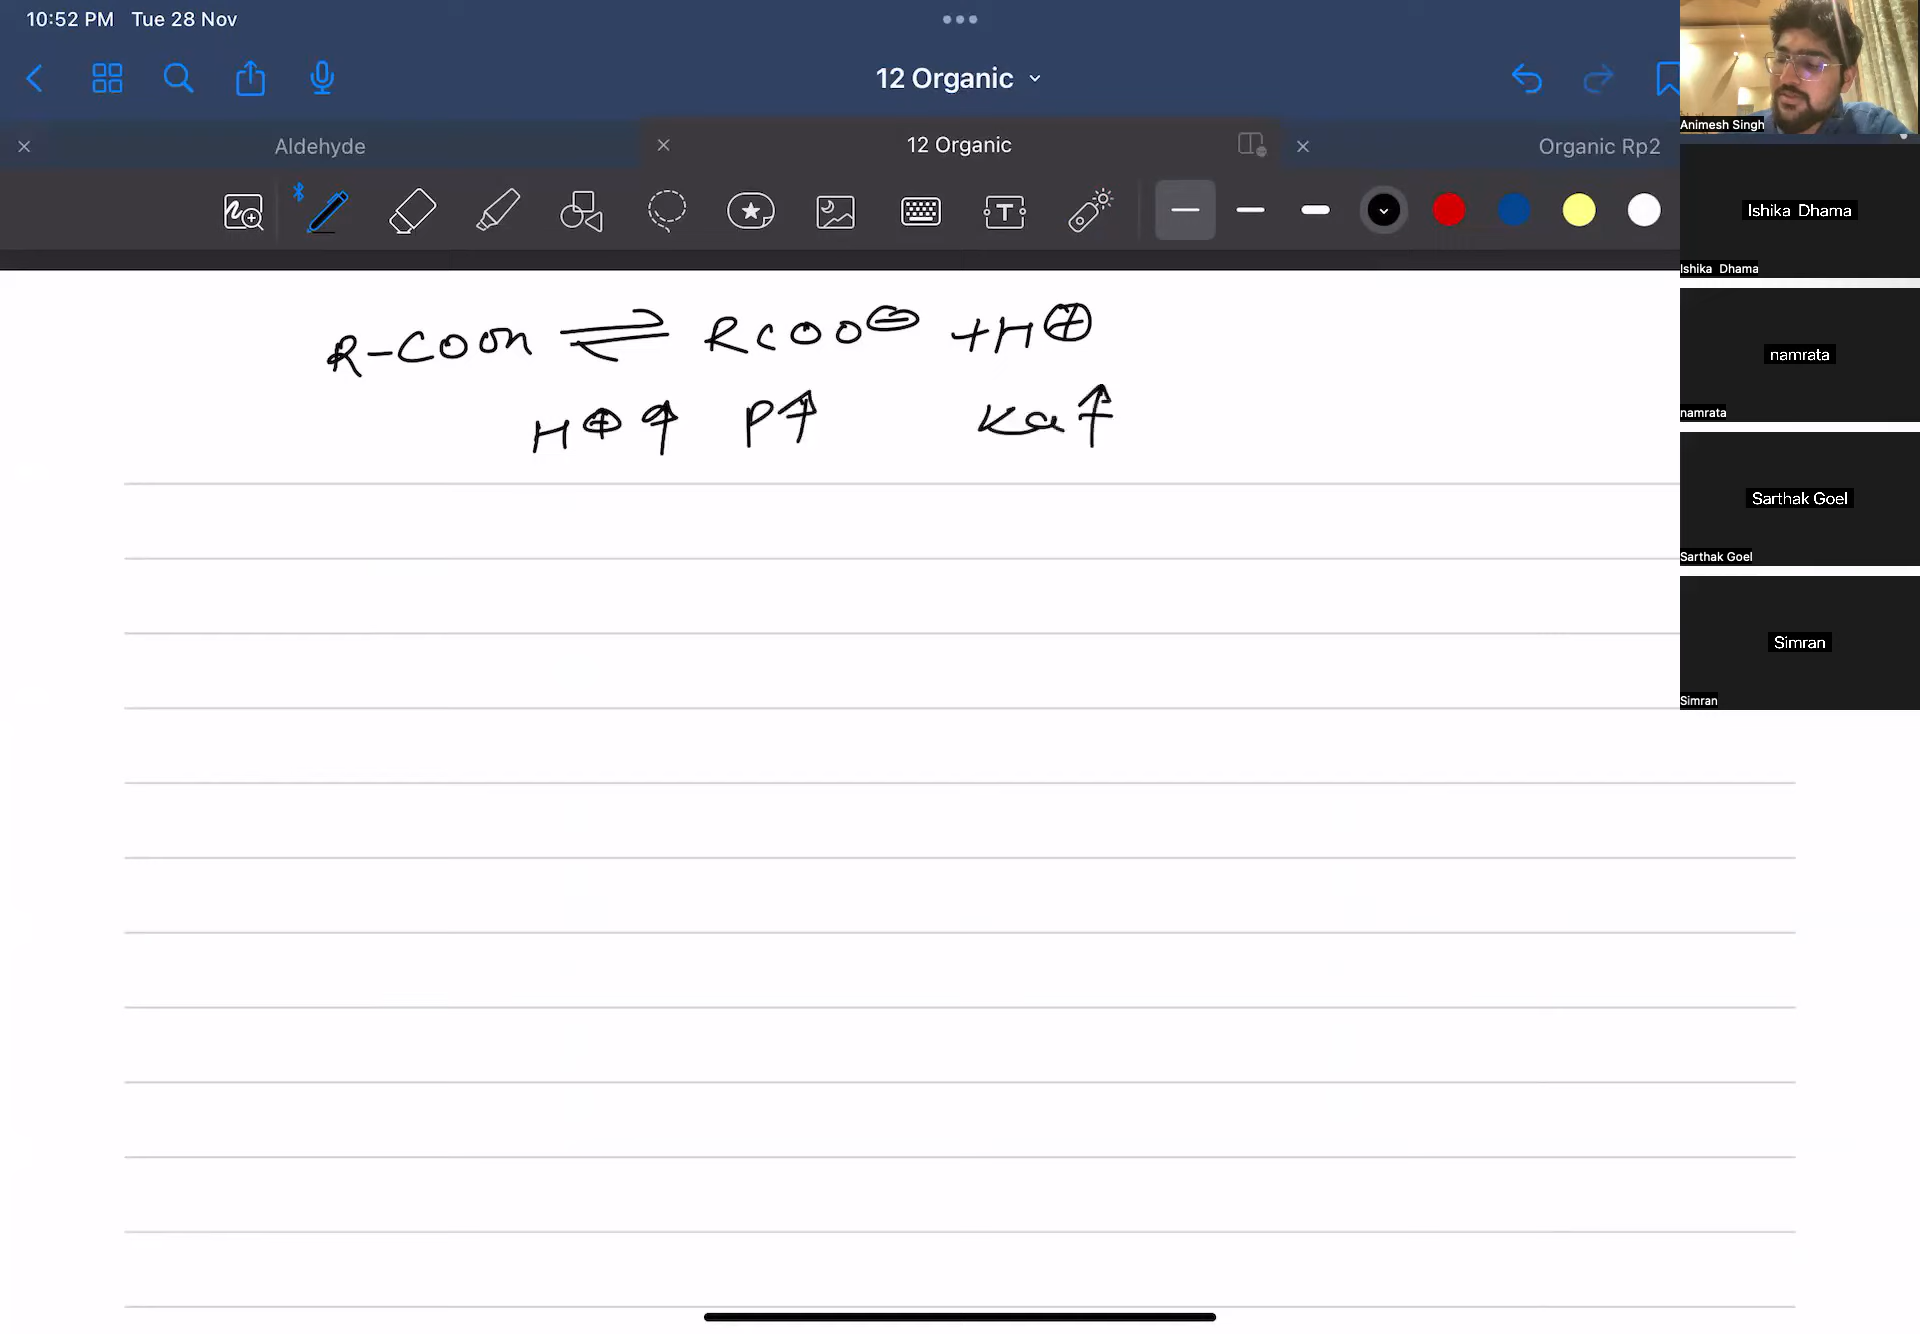 10:52 PM Tue 28 Nov
12 Organic
Aldehyde
12 Organic
Organic Rp2
R-COOH ⇌ RCOO⊖ +H⊕
H⊕↑ P↑ Ka↑
Animesh Singh
Ishika Dhama
Ishika Dhama
namrata
namrata
Sarthak Goel
Sarthak Goel
Simran
Simran